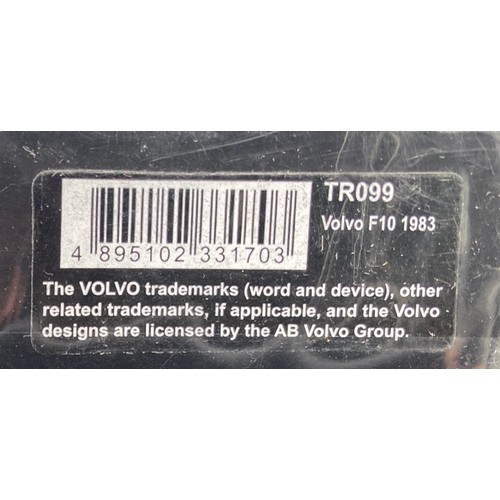 TR099
Volvo F10 1983
4 895102 331703
The VOLVO trademarks (word and device), other
related trademarks, if applicable, and the Volvo
designs are licensed by the AB Volvo Group.